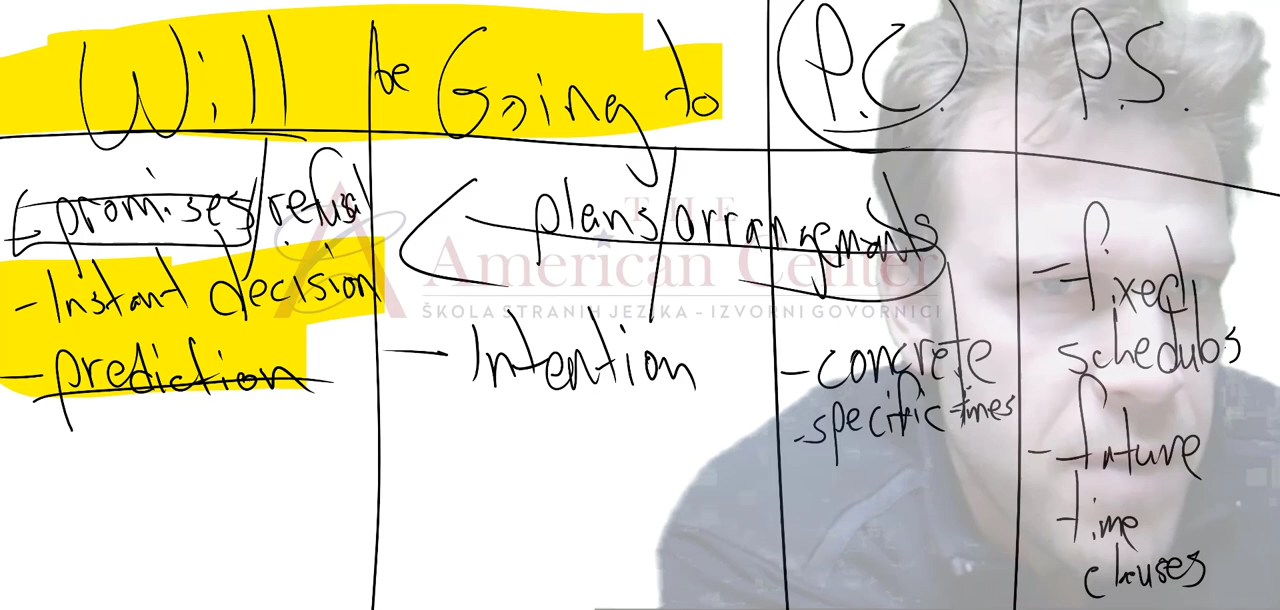 Will
be Going to
P.C.
P.S.
promises/refusal
- Instant decision
- prediction
plans/arrangements
- Intention
- concrete
- specific times
- fixed
schedules
- future
time
clauses
THE
American Center
ŠKOLA STRANIH JEZIKA - IZVORNI GOVORNICI